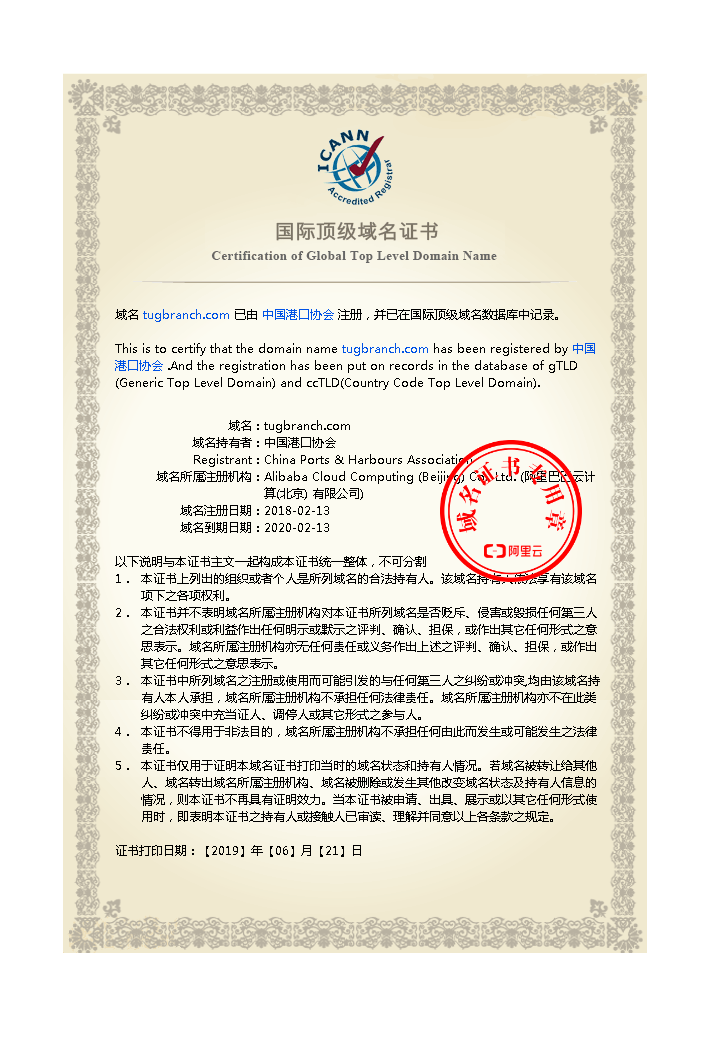 ICANN
Accredited Registrar
国际顶级域名证书
Certification of Global Top Level Domain Name
域名 tugbranch.com 已由 中国港口协会 注册，并已在国际顶级域名数据库中记录。
This is to certify that the domain name tugbranch.com has been registered by 中国
港口协会 .And the registration has been put on records in the database of gTLD
(Generic Top Level Domain) and ccTLD(Country Code Top Level Domain).
域名：tugbranch.com
域名持有者：中国港口协会
Registrant：China Ports & Harbours Association
域名所属注册机构：Alibaba Cloud Computing (Beijing) Co., Ltd. (阿里巴巴云计
算(北京) 有限公司)
域名注册日期：2018-02-13
域名到期日期：2020-02-13
域名证书专用章
阿里云
以下说明与本证书主文一起构成本证书统一整体，不可分割
1． 本证书上列出的组织或者个人是所列域名的合法持有人。该域名持有人依法享有该域名
项下之各项权利。
2． 本证书并不表明域名所属注册机构对本证书所列域名是否贬斥、侵害或毁损任何第三人
之合法权利或利益作出任何明示或默示之评判、确认、担保，或作出其它任何形式之意
思表示。域名所属注册机构亦无任何责任或义务作出上述之评判、确认、担保，或作出
其它任何形式之意思表示。
3． 本证书中所列域名之注册或使用而可能引发的与任何第三人之纠纷或冲突,均由该域名持
有人本人承担，域名所属注册机构不承担任何法律责任。域名所属注册机构亦不在此类
纠纷或冲突中充当证人、调停人或其它形式之参与人。
4． 本证书不得用于非法目的，域名所属注册机构不承担任何由此而发生或可能发生之法律
责任。
5． 本证书仅用于证明本域名证书打印当时的域名状态和持有人情况。若域名被转让给其他
人、域名转出域名所属注册机构、域名被删除或发生其他改变域名状态及持有人信息的
情况，则本证书不再具有证明效力。当本证书被申请、出具、展示或以其它任何形式使
用时，即表明本证书之持有人或接触人已审读、理解并同意以上各条款之规定。
证书打印日期：【2019】年【06】月【21】日